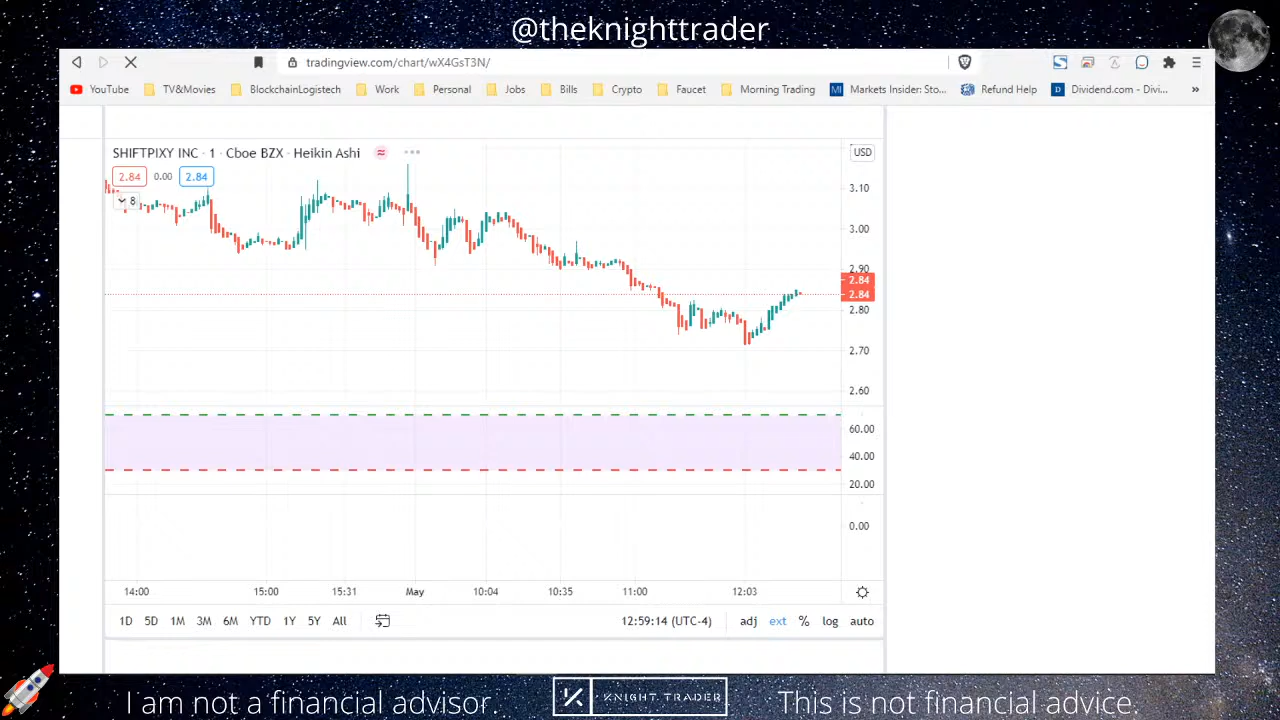 @theknighttrader
tradingview.com/chart/wX4GsT3N/
YouTube TV&Movies BlockchainLogistech Work Personal Jobs Bills Crypto Faucet Morning Trading MI Markets Insider: Sto... Refund Help D Dividend.com - Divi... »
SHIFTPIXY INC · 1 · Cboe BZX · Heikin Ashi
USD
2.84 0.00 2.84
8
3.10
3.00
2.90
2.84
2.84
2.80
2.70
2.60
60.00
40.00
20.00
0.00
14:00 15:00 15:31 May 10:04 10:35 11:00 12:03
1D 5D 1M 3M 6M YTD 1Y 5Y All 12:59:14 (UTC-4) adj ext % log auto
I am not a financial advisor. KNIGHT TRADER This is not financial advice.